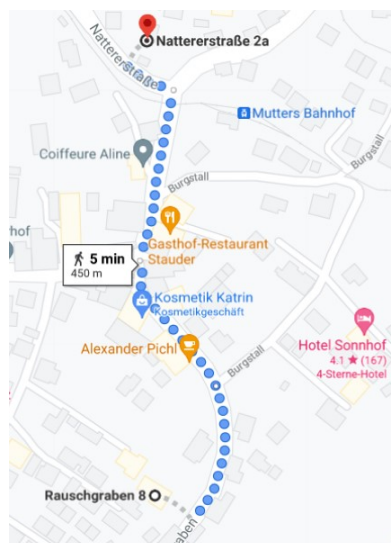 Nattererstraße 2a
Nattererstraße
Mutters Bahnhof
Coiffeure Aline
Burgstall
hof
Gasthof-Restaurant
Stauder
5 min
450 m
Kosmetik Katrin
Kosmetikgeschäft
Alexander Pichl
Burgstall
Hotel Sonnhof
4.1 ★ (167)
4-Sterne-Hotel
Rauschgraben 8
aben